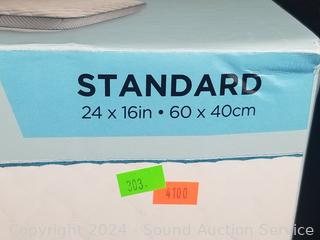 STANDARD
24 x 16in • 60 x 40cm
303.
4100
Copyright 2024 - Sound Auction Service